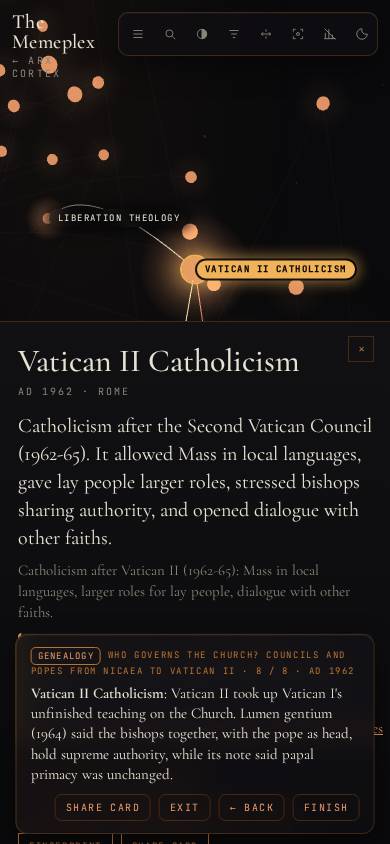 The
Memeplex
← ARX
CORTEX
LIBERATION THEOLOGY
VATICAN II CATHOLICISM
×
Vatican II Catholicism
AD 1962 · ROME
Catholicism after the Second Vatican Council
(1962-65). It allowed Mass in local languages,
gave lay people larger roles, stressed bishops
sharing authority, and opened dialogue with
other faiths.
Catholicism after Vatican II (1962-65): Mass in local
languages, larger roles for lay people, dialogue with other
faiths.
GENEALOGY WHO GOVERNS THE CHURCH? COUNCILS AND
POPES FROM NICAEA TO VATICAN II · 8 / 8 · AD 1962
Vatican II Catholicism: Vatican II took up Vatican I's
unfinished teaching on the Church. Lumen gentium
(1964) said the bishops together, with the pope as head,
hold supreme authority, while its note said papal
primacy was unchanged.
SHARE CARD EXIT ← BACK FINISH